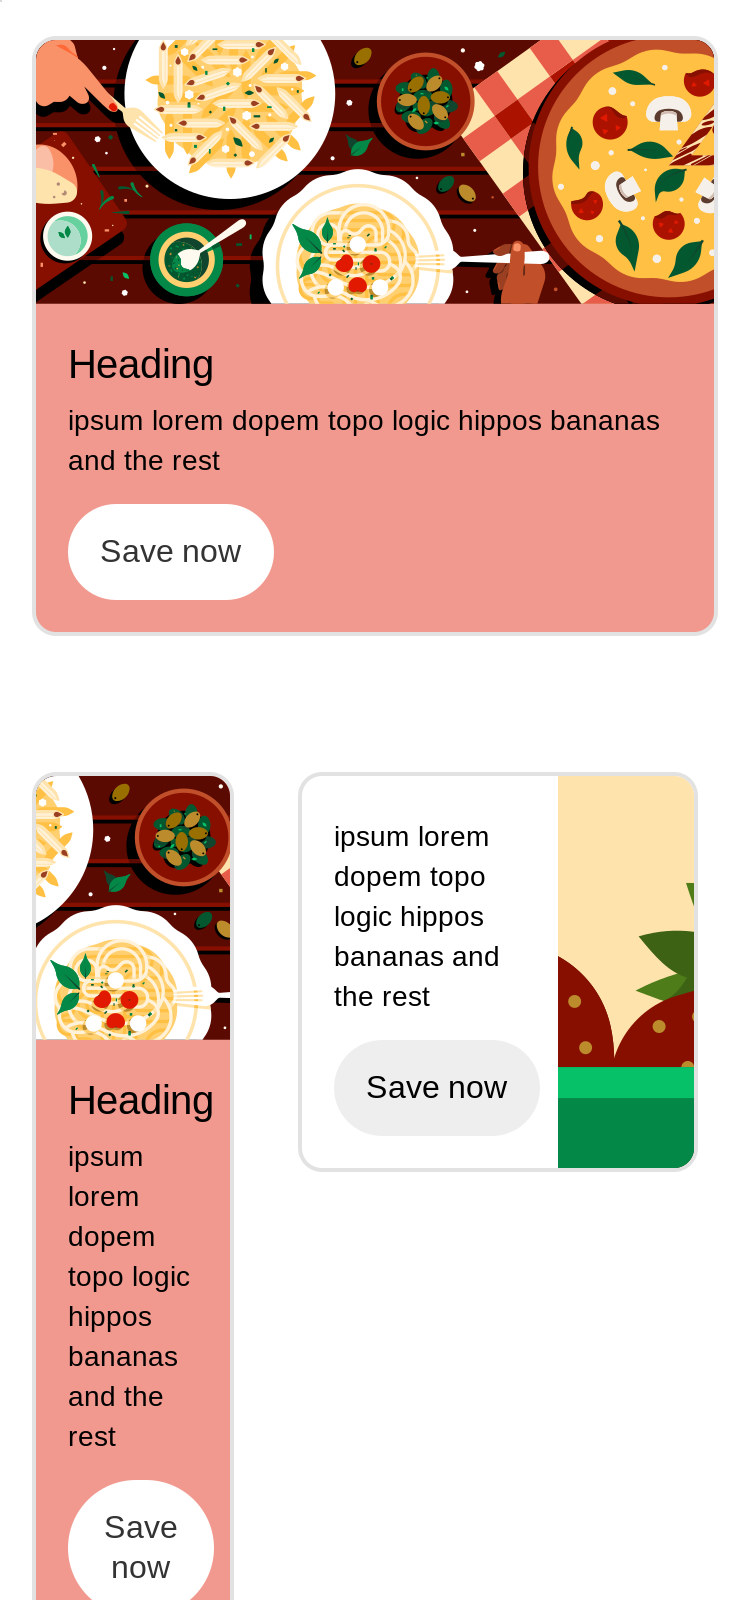 Heading
ipsum lorem dopem topo logic hippos bananas
and the rest
Save now
Heading
ipsum
lorem
dopem
topo logic
hippos
bananas
and the
rest
Save
now
ipsum lorem
dopem topo
logic hippos
bananas and
the rest
Save now